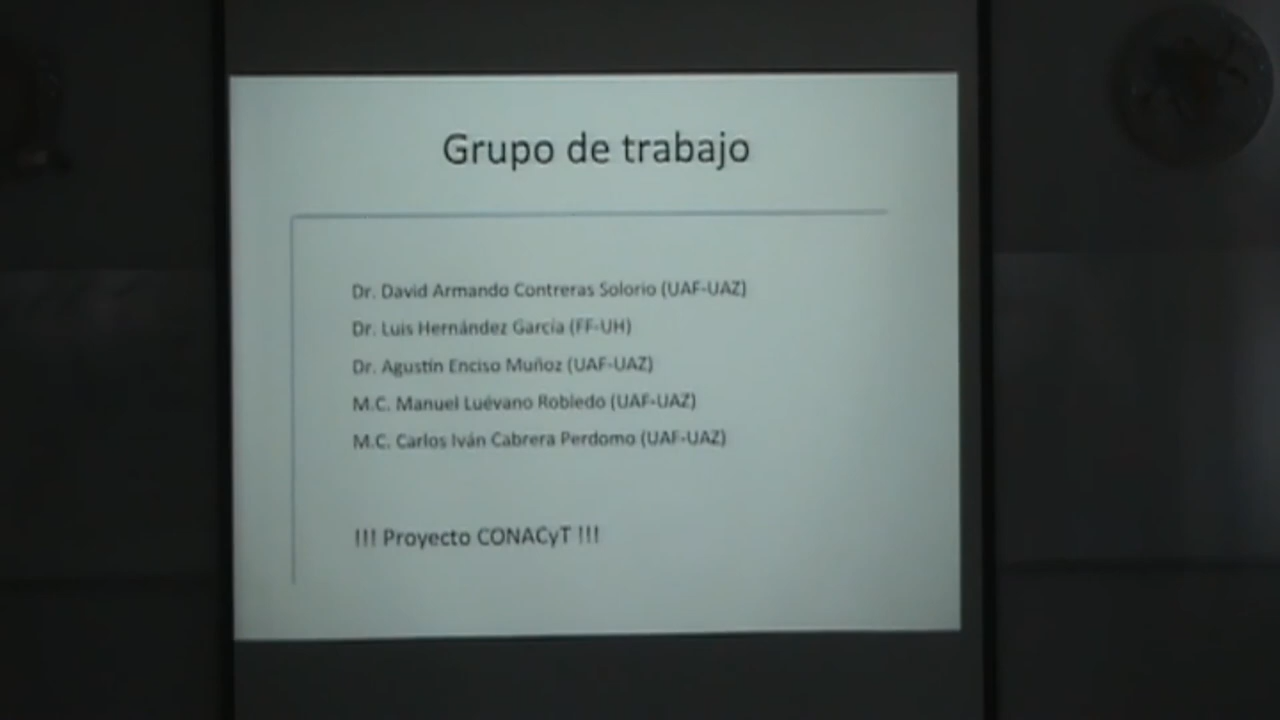 Grupo de trabajo
Dr. David Armando Contreras Solorio (UAF-UAZ)
Dr. Luis Hernández García (FF-UH)
Dr. Agustín Enciso Muñoz (UAF-UAZ)
M.C. Manuel Luévano Robledo (UAF-UAZ)
M.C. Carlos Iván Cabrera Perdomo (UAF-UAZ)
!!! Proyecto CONACyT !!!